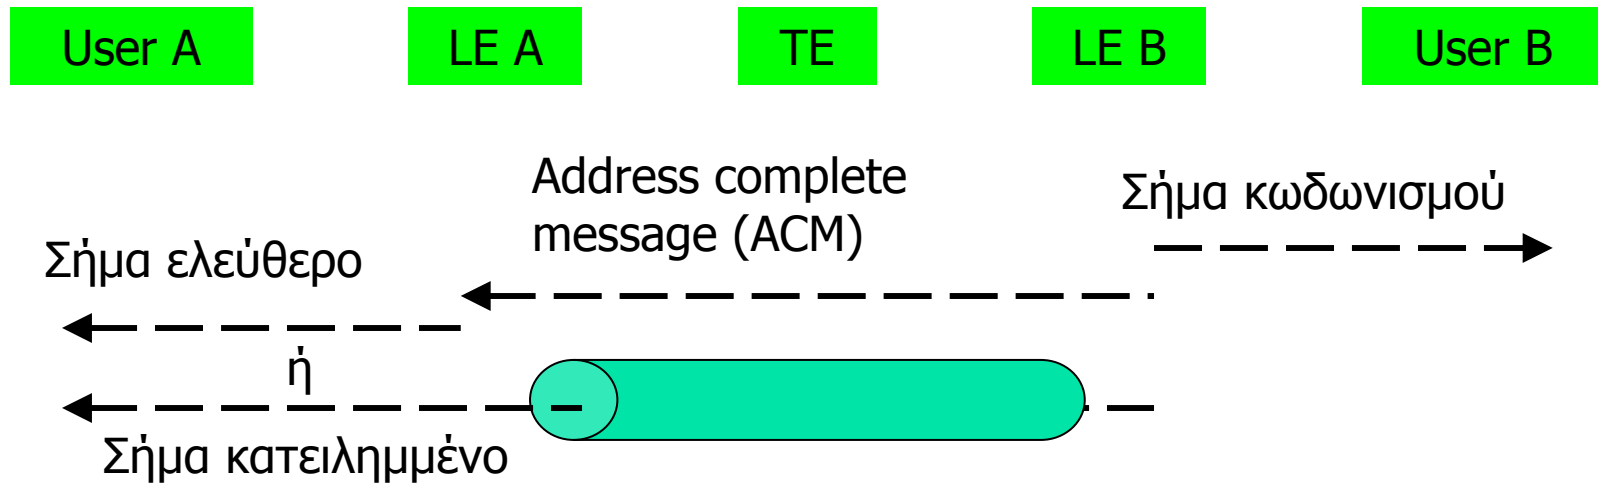 User A LE A TE LE B User B
Address complete
message (ACM)
Σήμα κωδωνισμού
Σήμα ελεύθερο
ή
Σήμα κατειλημμένο